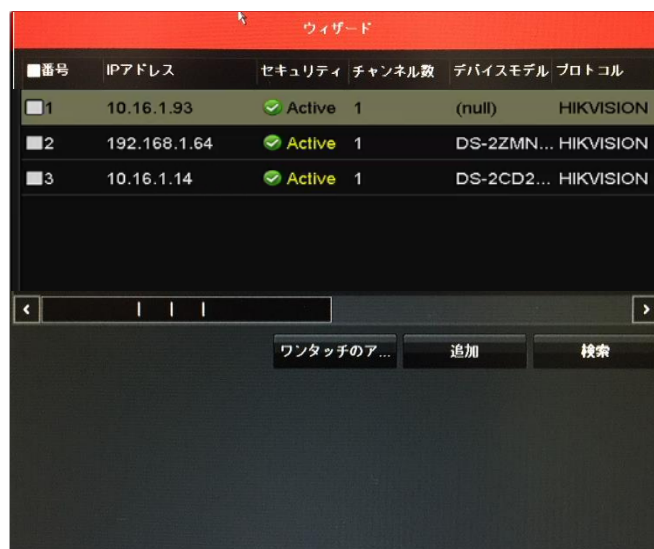 ウィザード
番号 IPアドレス セキュリティ チャンネル数 デバイスモデル プロトコル
1 10.16.1.93 Active 1 (null) HIKVISION
2 192.168.1.64 Active 1 DS-2ZMN... HIKVISION
3 10.16.1.14 Active 1 DS-2CD2... HIKVISION
ワンタッチのア... 追加 検索